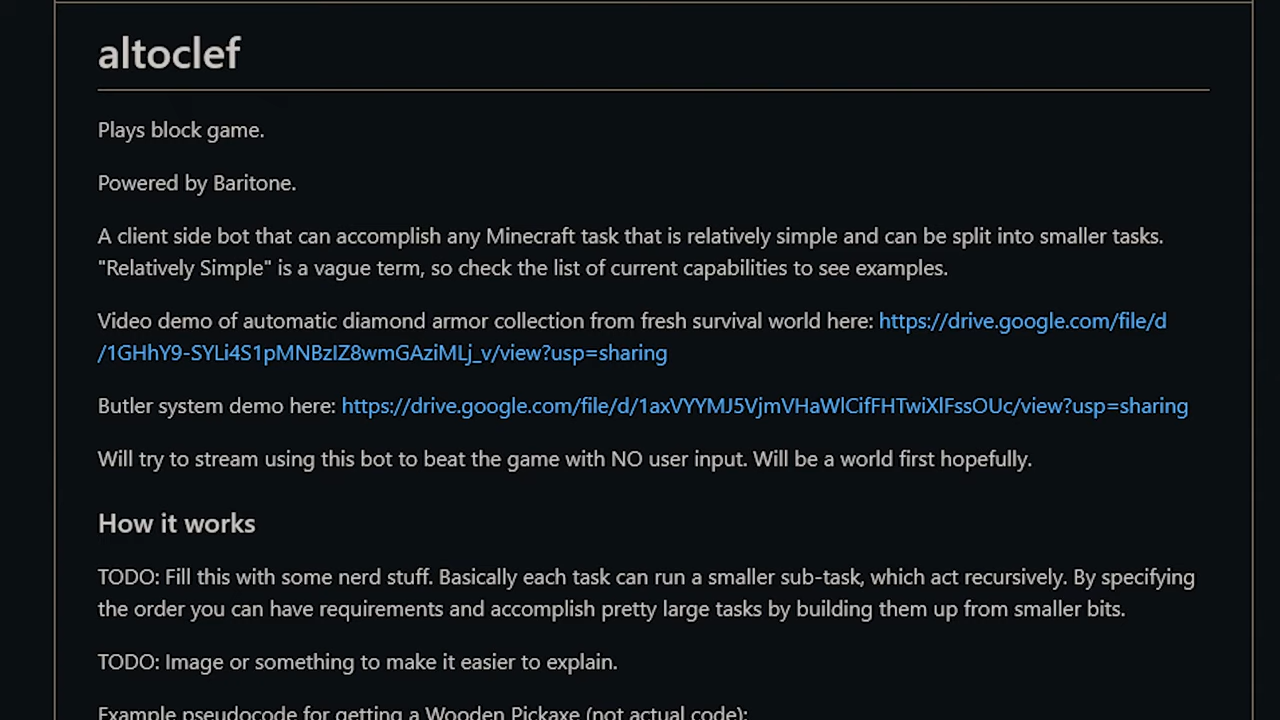 altoclef
Plays block game.
Powered by Baritone.
A client side bot that can accomplish any Minecraft task that is relatively simple and can be split into smaller tasks.
"Relatively Simple" is a vague term, so check the list of current capabilities to see examples.
Video demo of automatic diamond armor collection from fresh survival world here: https://drive.google.com/file/d
/1GHhY9-SYLi4S1pMNBzIZ8wmGAziMLj_v/view?usp=sharing
Butler system demo here: https://drive.google.com/file/d/1axVYYMJ5VjmVHaWlCifFHTwiXlFssOUc/view?usp=sharing
Will try to stream using this bot to beat the game with NO user input. Will be a world first hopefully.
How it works
TODO: Fill this with some nerd stuff. Basically each task can run a smaller sub-task, which act recursively. By specifying
the order you can have requirements and accomplish pretty large tasks by building them up from smaller bits.
TODO: Image or something to make it easier to explain.
Example pseudocode for getting a Wooden Pickaxe (not actual code):